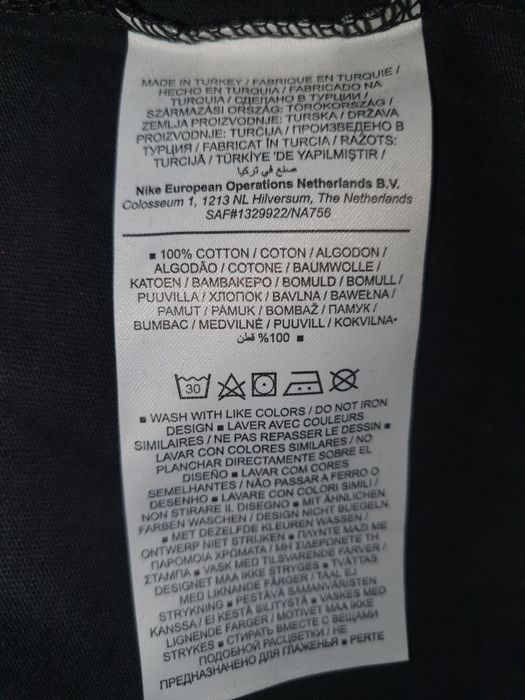 MADE IN TURKEY / FABRIQUE EN TURQUIE /
HECHO EN TURQUIA / FABRICADO NA
TURQUIA / СДЕЛАНО В ТУРЦИИ /
SZÁRMAZÁSI ORSZÁG: TÖRÖKORSZÁG /
ZEMLJA PROIZVODNJE: TURSKA / DRŽAVA
PROIZVODNJE: TURČIJA / ПРОИЗВЕДЕНО В
ТУРЦИЯ / FABRICAT ÎN TURCIA / RAŽOTS:
TURCIJĀ / TÜRKİYE 'DE YAPILMIŞTIR /
صنع في تركيا
Nike European Operations Netherlands B.V.
Colosseum 1, 1213 NL Hilversum, The Netherlands
SAF#1329922/NA756
■ 100% COTTON / COTON / ALGODON /
ALGODÃO / COTONE / BAUMWOLLE /
KATOEN / ΒΑΜΒΑΚΕΡΟ / BOMULD / BOMULL /
PUUVILLA / ХЛОПОК / BAVLNA / BAWEŁNA /
PAMUT / PAMUK / BOMBAŽ / ПАМУК /
BUMBAC / MEDVILNĖ / PUUVILL / KOKVILNA•
%100 قطن ■
30
■ WASH WITH LIKE COLORS / DO NOT IRON
DESIGN ■ LAVER AVEC COULEURS
SIMILAIRES / NE PAS REPASSER LE DESSIN ■
LAVAR CON COLORES SIMILARES / NO
PLANCHAR DIRECTAMENTE SOBRE EL
DISEÑO ■ LAVAR COM CORES
SEMELHANTES / NÃO PASSAR A FERRO O
DESENHO ■ LAVARE CON COLORI SIMILI /
NON STIRARE IL DISEGNO ■ MIT ÄHNLICHEN
FARBEN WASCHEN / DESIGN NICHT BUEGELN
■ MET DEZELFDE KLEUREN WASSEN /
ONTWERP NIET STRIJKEN ■ ΠΛΥΝΤΕ ΜΑΖΙ ΜΕ
ΠΑΡΟΜΟΙΑ ΧΡΩΜΑΤΑ / ΜΗ ΣΙΔΕΡΩΝΕΤΕ ΤΗ
ΣΤΑΜΠΑ ■ VASK MED TILSVARENDE FARVER /
DESIGNET MAA IKKE STRYGES ■ TVÄTTAS
MED LIKNANDE FÄRGER / TÅL EJ
STRYKNING ■ PESTÄVÄ SAMANVÄRISTEN
KANSSA / EI KESTÄ SILITYSTÄ ■ VASKES MED
LIGNENDE FARGER / MOTIVET MAA IKKE
STRYKES ■ СТИРАТЬ ВМЕСТЕ С ВЕЩАМИ
ПОДОБНОЙ РАСЦВЕТКИ / НЕ
ПРЕДНАЗНАЧЕНО ДЛЯ ГЛАЖЕНЬЯ ■ PERTE